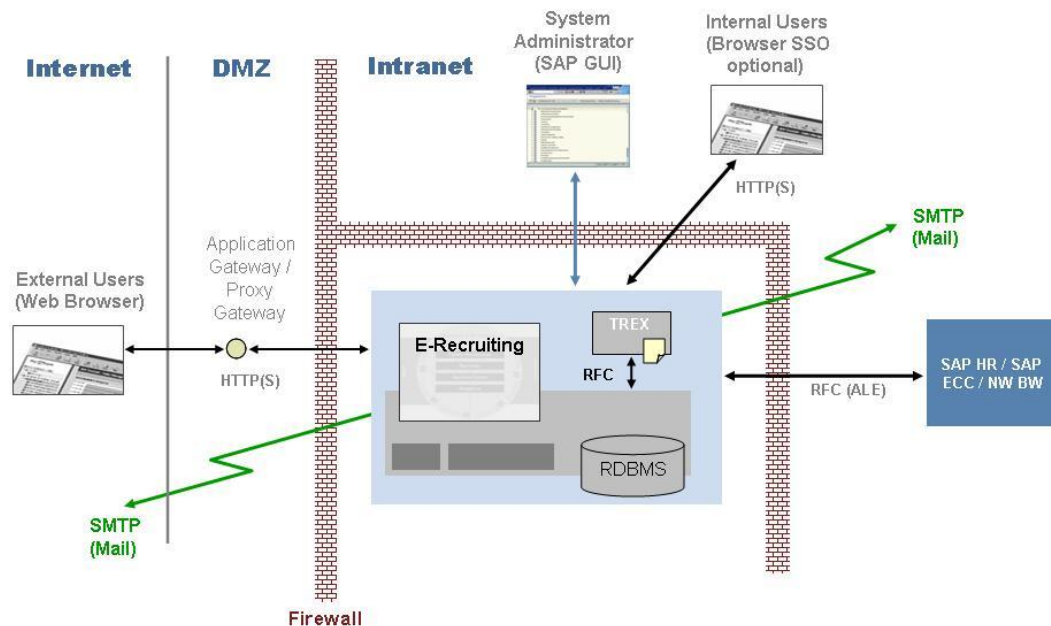 System
Administrator
(SAP GUI)
Internal Users
(Browser SSO
optional)
Internet
DMZ
Intranet
HTTP(S)
SMTP
(Mail)
Application
Gateway /
Proxy
Gateway
External Users
(Web Browser)
HTTP(S)
E-Recruiting
TREX
RFC
RFC (ALE)
SAP HR / SAP
ECC / NW BW
RDBMS
SMTP
(Mail)
Firewall